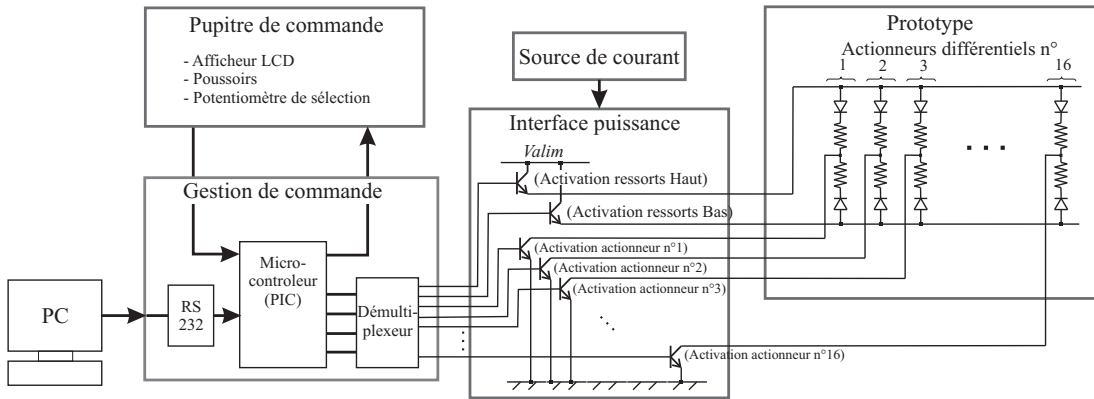 Pupitre de commande
- Afficheur LCD
- Poussoirs
- Potentiomètre de sélection
Source de courant
Prototype
Actionneurs différentiels n°
1 2 3 16
Interface puissance
Valim
(Activation ressorts Haut)
(Activation ressorts Bas)
(Activation actionneur n°1)
(Activation actionneur n°2)
(Activation actionneur n°3)
(Activation actionneur n°16)
Gestion de commande
Micro-
controleur
(PIC)
Démulti-
plexeur
RS
232
PC